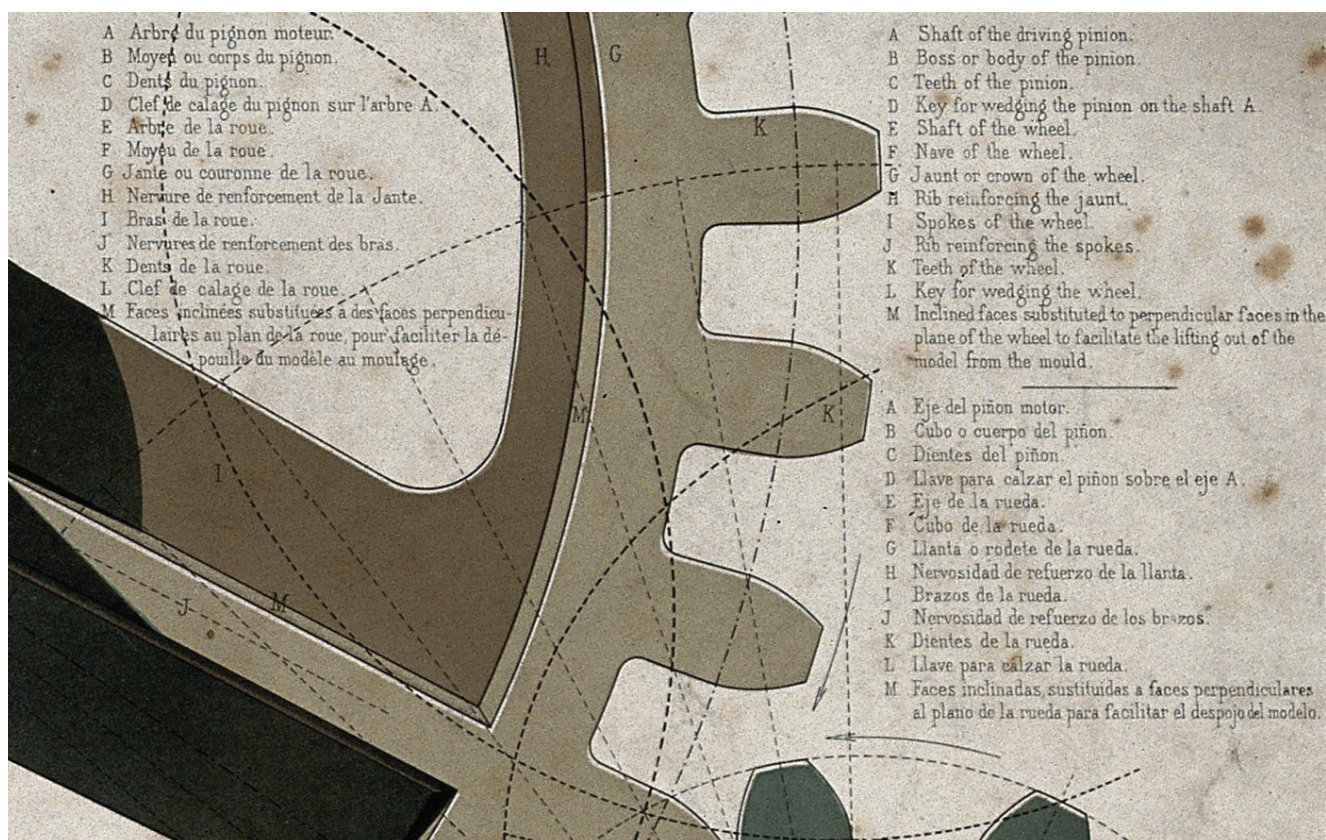 A Arbre du pignon moteur.
B Moyeu ou corps du pignon.
C Dents du pignon.
D Clef de calage du pignon sur l'arbre A.
E Arbre de la roue.
F Moyeu de la roue.
G Jante ou couronne de la roue.
H Nervure de renforcement de la Jante.
I Bras de la roue.
J Nervures de renforcement des bras.
K Dents de la roue.
L Clef de calage de la roue.
M Faces inclinées substituées à des faces perpendicu-
laires au plan de la roue, pour faciliter la dé-
pouille du modèle au moulage.
A Shaft of the driving pinion.
B Boss or body of the pinion.
C Teeth of the pinion.
D Key for wedging the pinion on the shaft A.
E Shaft of the wheel.
F Nave of the wheel.
G Jaunt or crown of the wheel.
H Rib reinforcing the jaunt.
I Spokes of the wheel.
J Rib reinforcing the spokes.
K Teeth of the wheel.
L Key for wedging the wheel.
M Inclined faces substituted to perpendicular faces in the
plane of the wheel to facilitate the lifting out of the
model from the mould.
A Eje del piñon motor.
B Cubo o cuerpo del piñon.
C Dientes del piñon.
D Llave para calzar el piñon sobre el eje A.
E Eje de la rueda.
F Cubo de la rueda.
G Llanta o rodete de la rueda.
H Nervosidad de refuerzo de la llanta.
I Brazos de la rueda.
J Nervosidad de refuerzo de los brazos.
K Dientes de la rueda.
L Llave para calzar la rueda.
M Faces inclinadas, sustituidas a faces perpendiculares
al plano de la rueda para facilitar el despojo del modelo.
H.
G
K
M
K
I
J
M